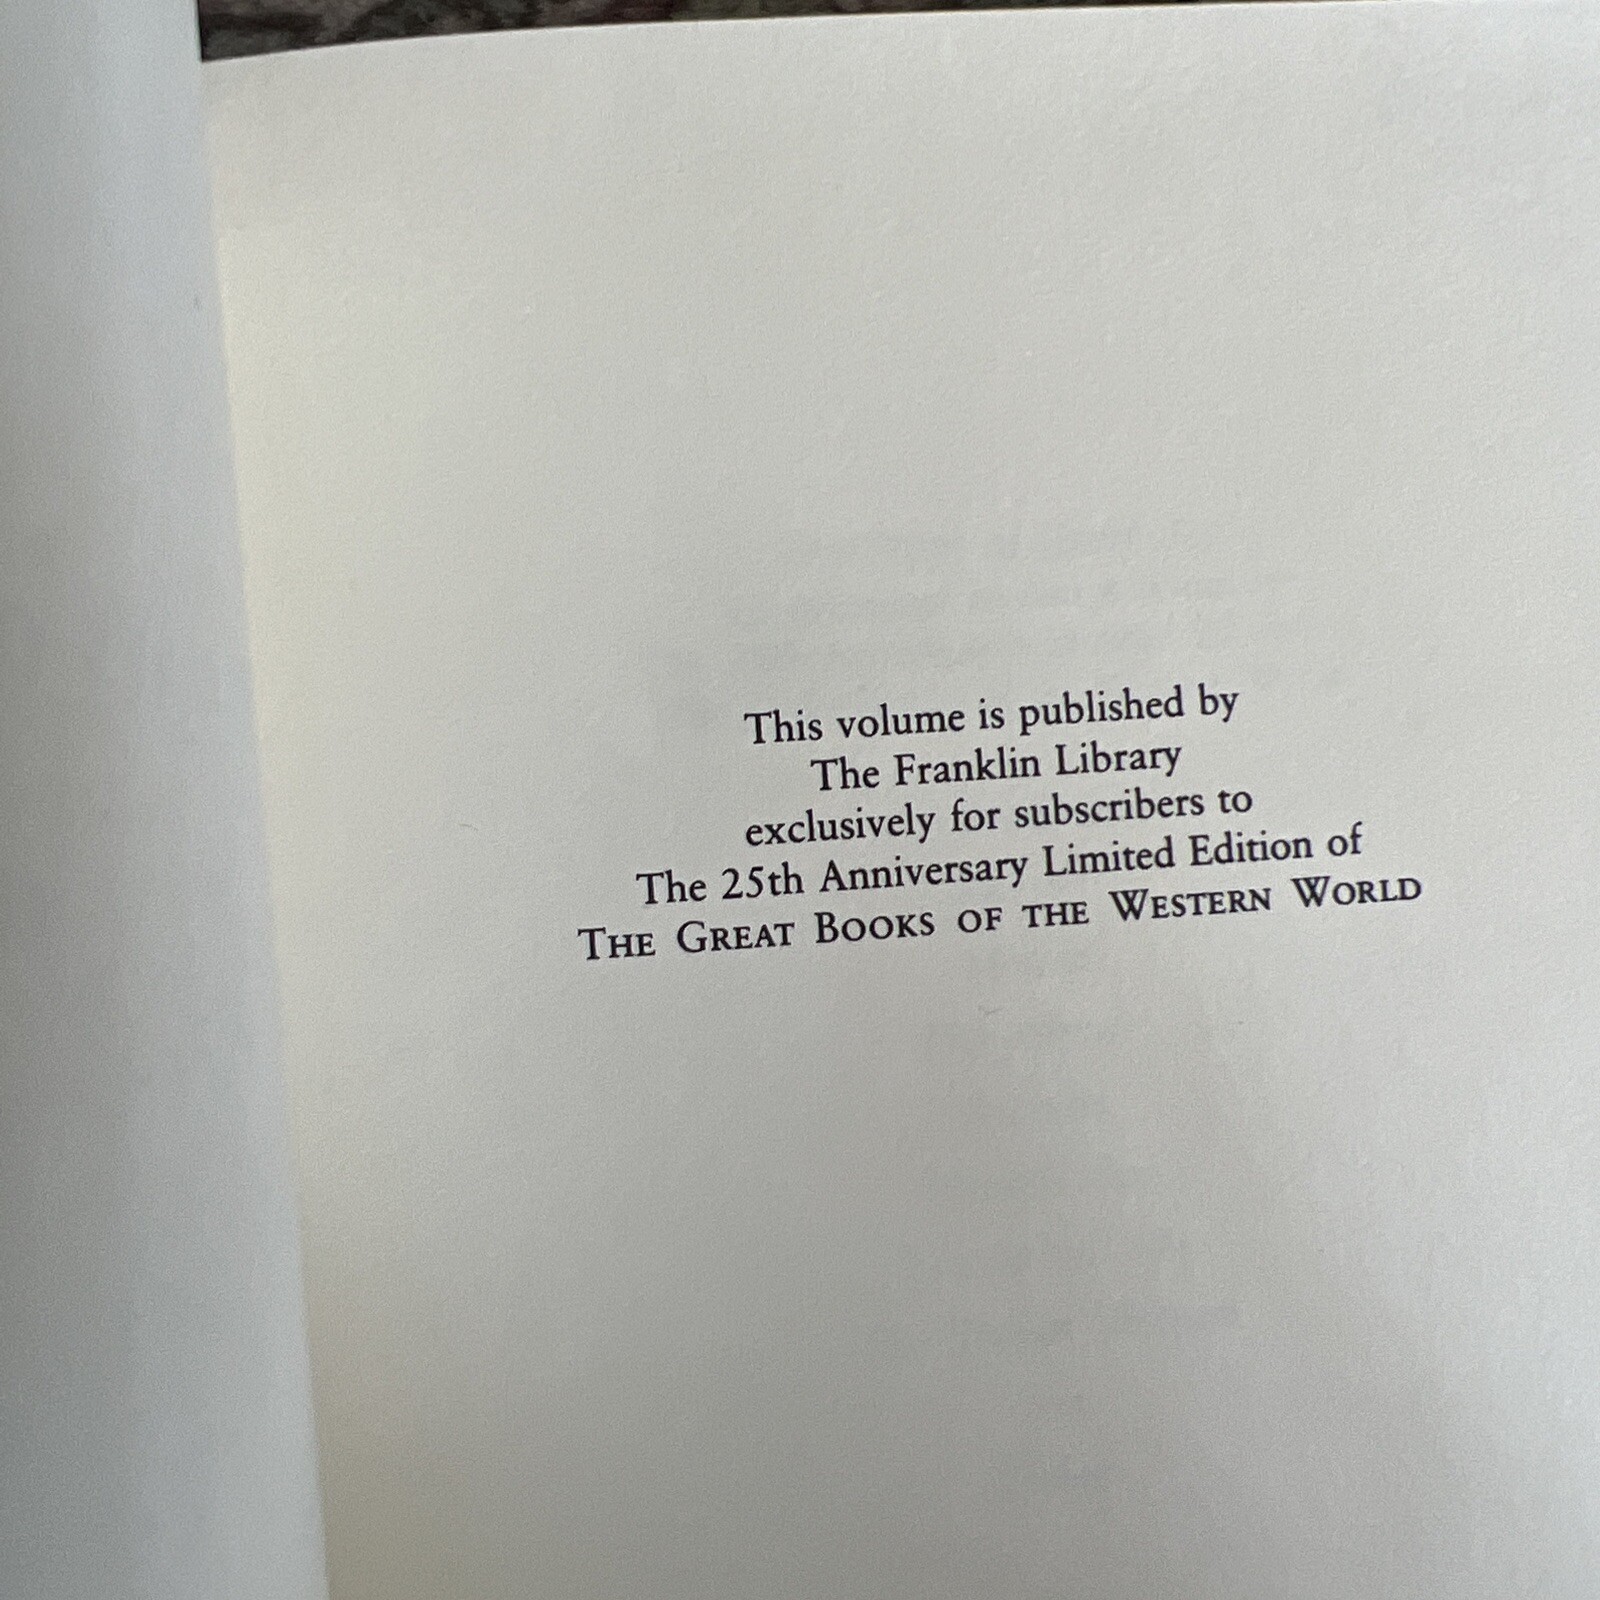 This volume is published by
The Franklin Library
exclusively for subscribers to
The 25th Anniversary Limited Edition of
THE GREAT BOOKS OF THE WESTERN WORLD